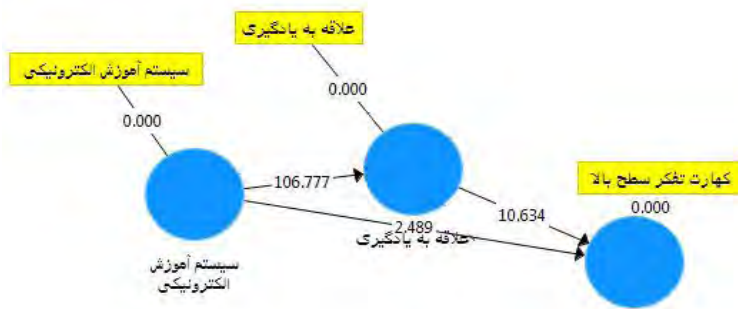 علاقه به یادگیری
سیستم آموزش الکترونیکی
0.000
0.000
106.777
کهارت تفکر سطح بالا
0.000
10.634
2.489
علاقه به یادگیری
سیستم آموزش
الکترونیکی